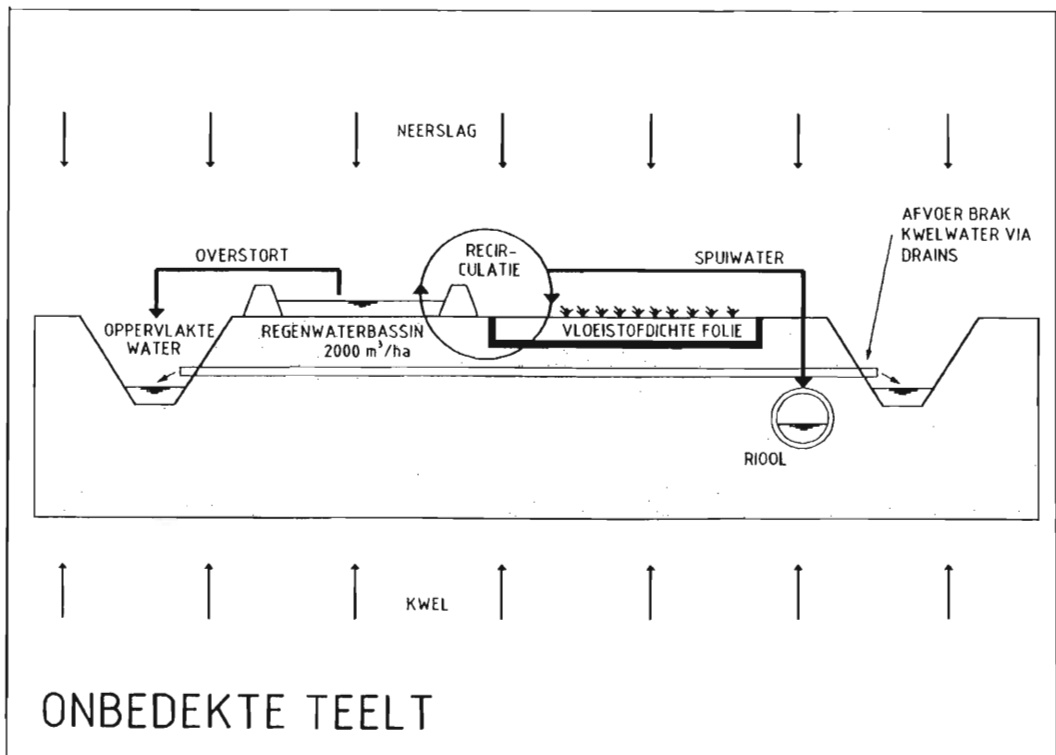 NEERSLAG
AFVOER BRAK
KWELWATER VIA
DRAINS
OVERSTORT
RECIR-
CULATIE
SPUIWATER
OPPERVLAKTE
WATER
REGENWATERBASSIN
2000 m³/ha
VLOEISTOFDICHTE FOLIE
RIOOL
KWEL
ONBEDEKTE TEELT